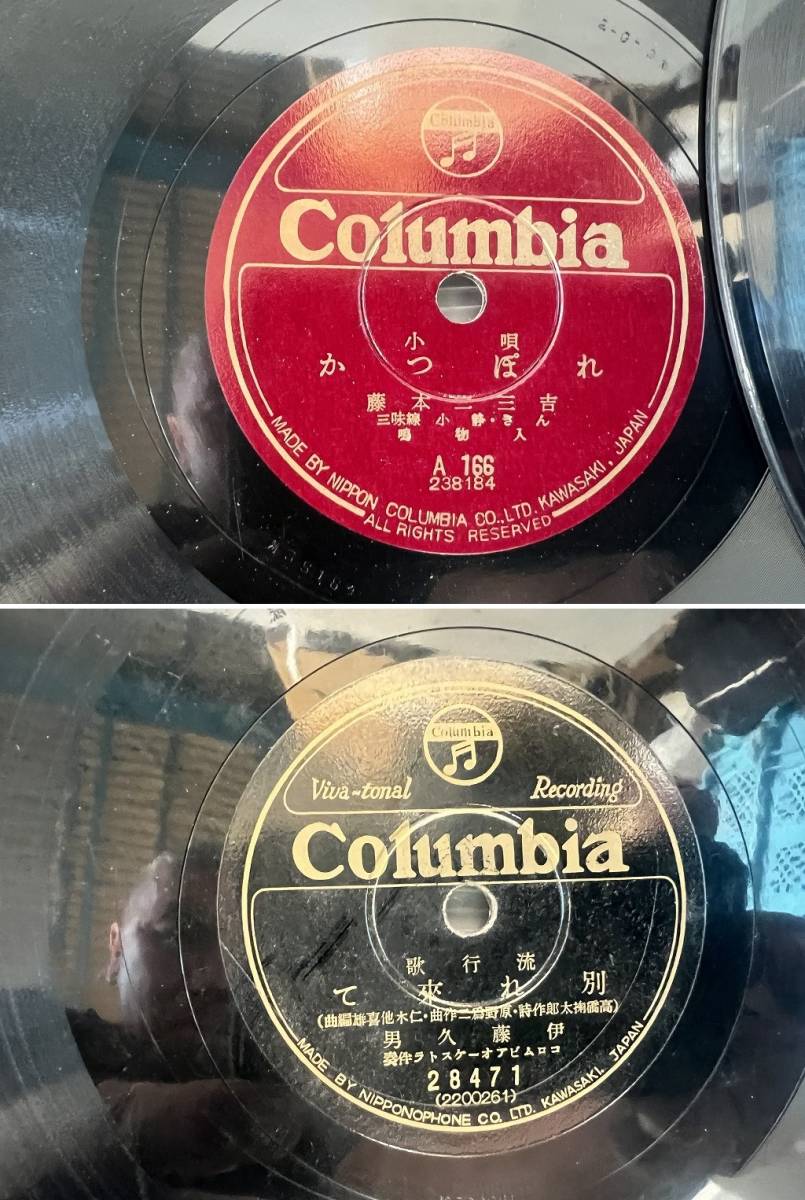 Columbia
Columbia
小唄
かつぽれ
藤本二三吉
三味線 小静・きん
鳴物入
A 166
238184
MADE BY NIPPON COLUMBIA CO., LTD. KAWASAKI, JAPAN
ALL RIGHTS RESERVED
Columbia
Viva-tonal Recording
Columbia
流行歌
別れ來て
(高橋掬太郎作詩・原野爲二作曲・仁木他喜雄編曲)
伊藤久男
コロムビアオーケストラ伴奏
28471
(2200261)
MADE BY NIPPONOPHONE CO. LTD. KAWASAKI, JAPAN